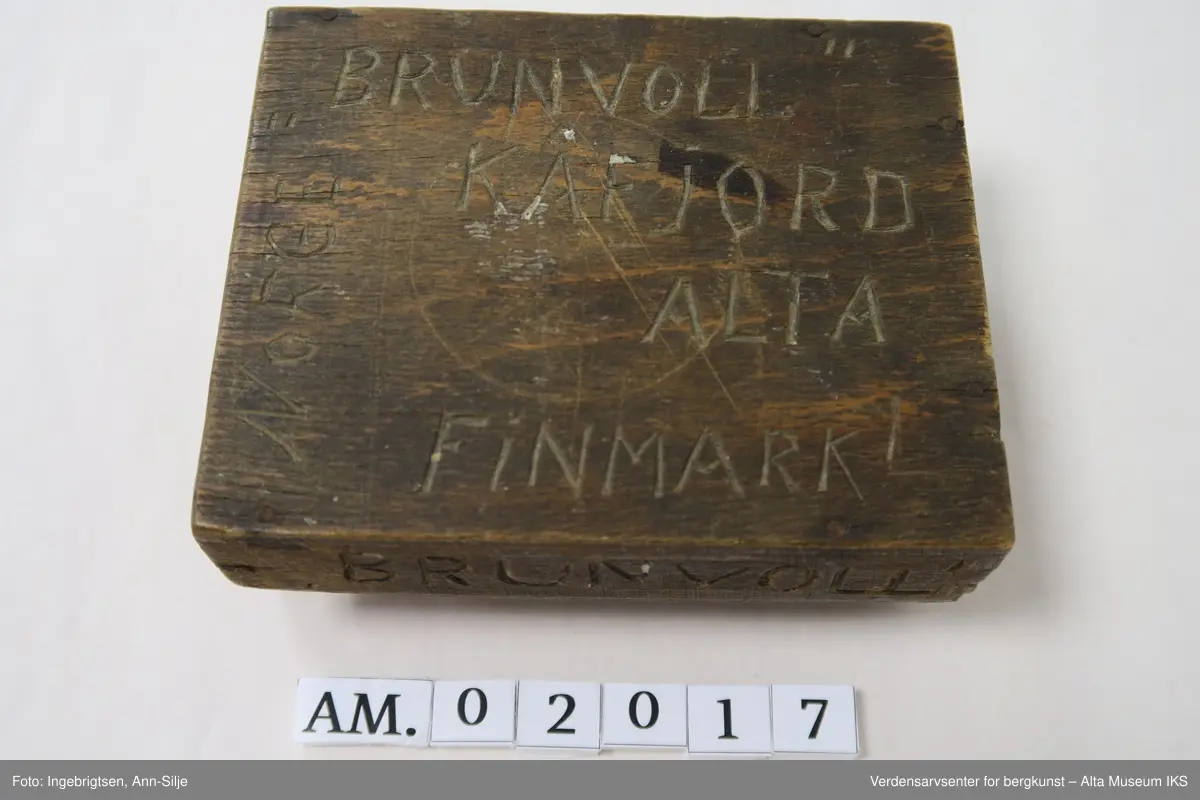 BRUNVOLL "
KAFJORD
ALTA
FINMARK!
"NORGE"
BRUNVOLL
AM. 0 2 0 1 7
Foto: Ingebrigtsen, Ann-Silje
Verdensarvsenter for bergkunst – Alta Museum IKS